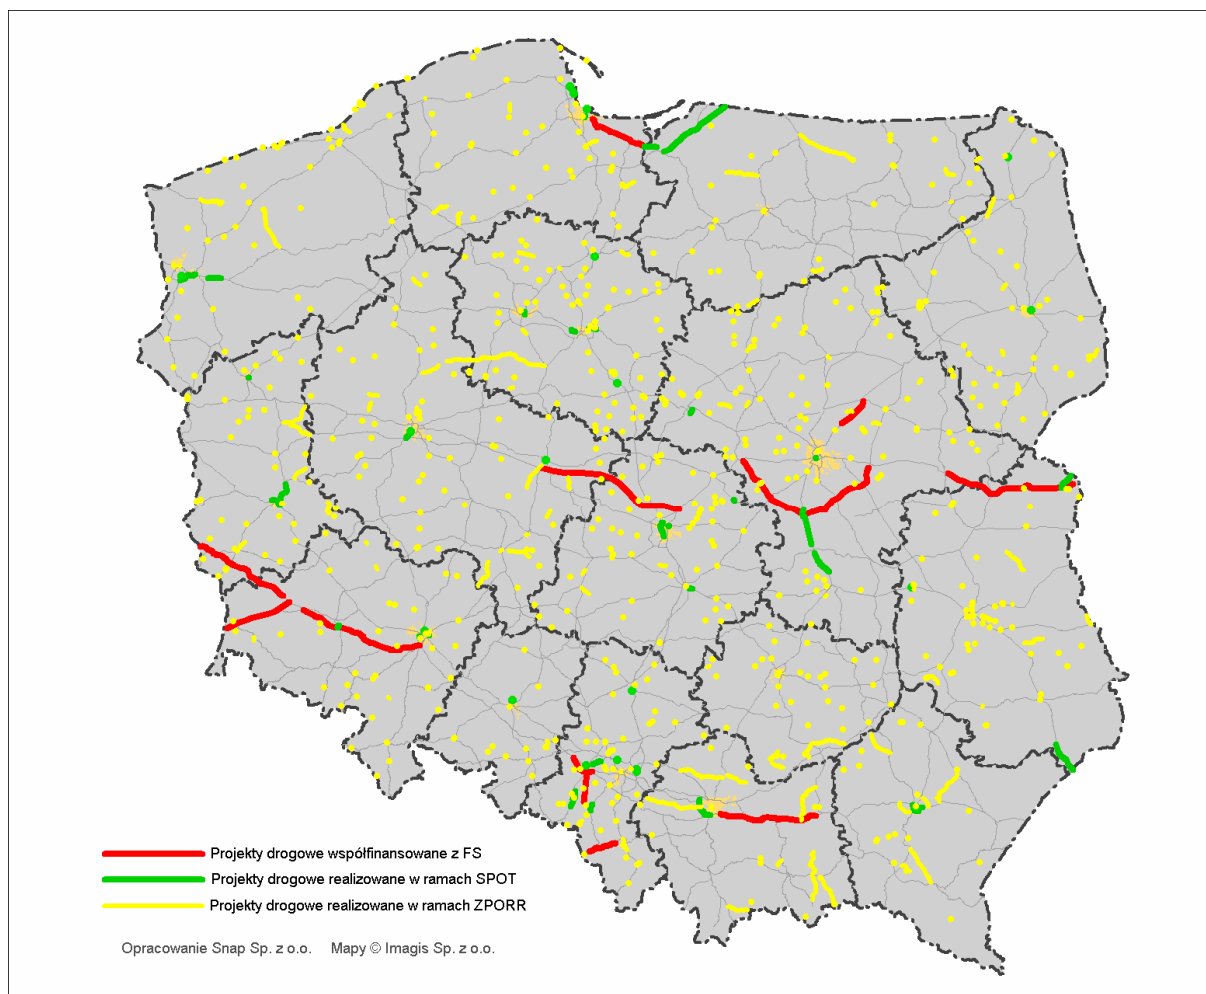 Projekty drogowe współfinansowane z FS
Projekty drogowe realizowane w ramach SPOT
Projekty drogowe realizowane w ramach ZPORR
Opracowanie Snap Sp. z o.o. Mapy © Imagis Sp. z o.o.